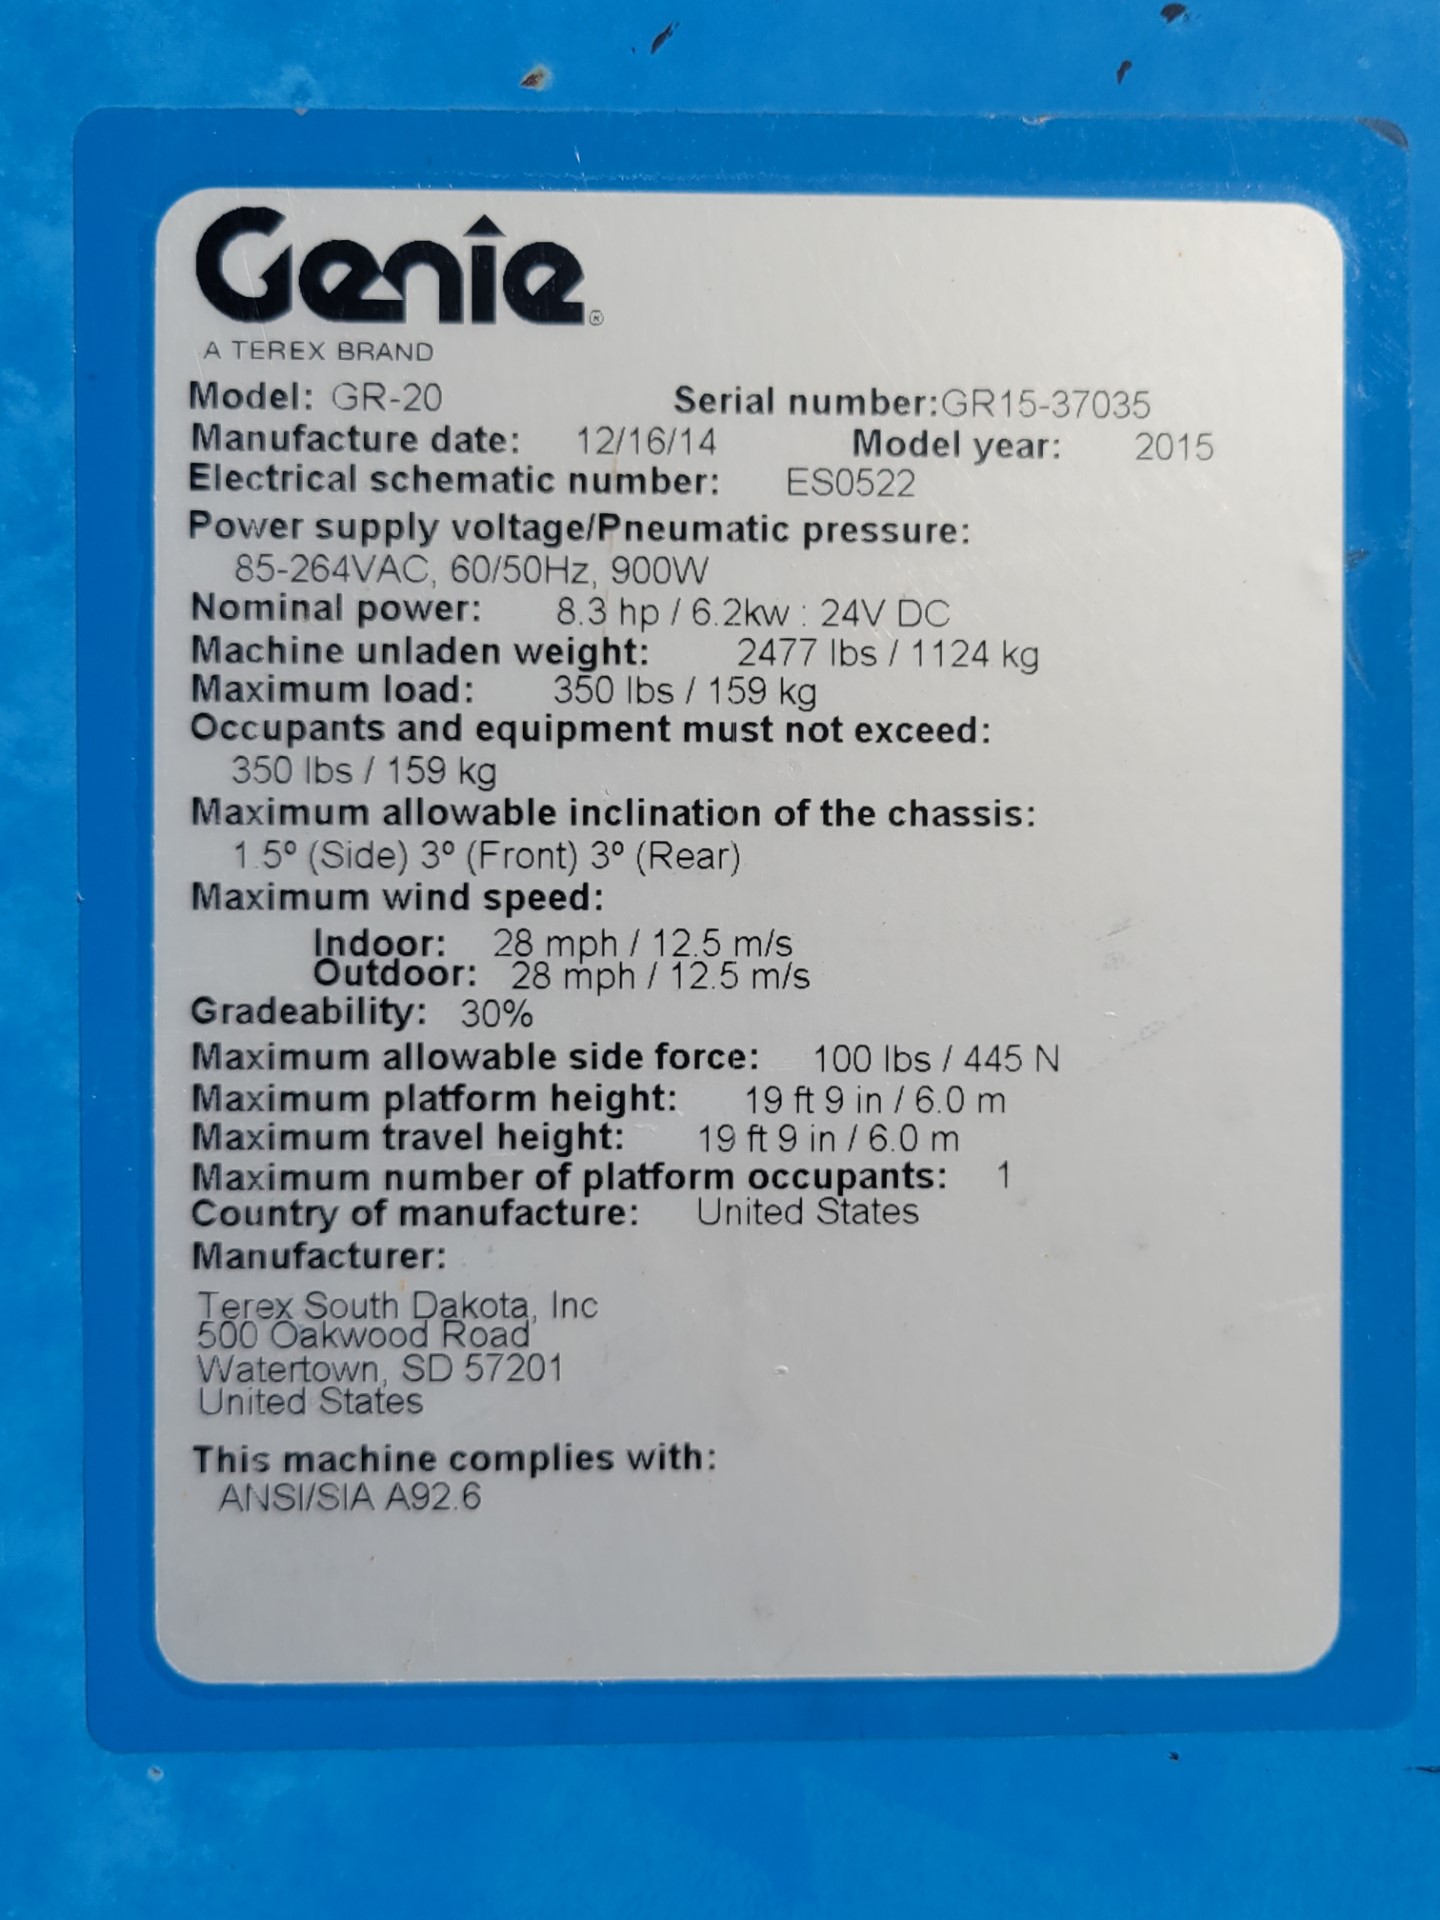 Genie®
A TEREX BRAND
Model: GR-20 Serial number:GR15-37035
Manufacture date: 12/16/14 Model year: 2015
Electrical schematic number: ES0522
Power supply voltage/Pneumatic pressure:
85-264VAC, 60/50Hz, 900W
Nominal power: 8.3 hp / 6.2kw : 24V DC
Machine unladen weight: 2477 lbs / 1124 kg
Maximum load: 350 lbs / 159 kg
Occupants and equipment must not exceed:
350 lbs / 159 kg
Maximum allowable inclination of the chassis:
1.5º (Side) 3º (Front) 3º (Rear)
Maximum wind speed:
Indoor: 28 mph / 12.5 m/s
Outdoor: 28 mph / 12.5 m/s
Gradeability: 30%
Maximum allowable side force: 100 lbs / 445 N
Maximum platform height: 19 ft 9 in / 6.0 m
Maximum travel height: 19 ft 9 in / 6.0 m
Maximum number of platform occupants: 1
Country of manufacture: United States
Manufacturer:
Terex South Dakota, Inc
500 Oakwood Road
Watertown, SD 57201
United States
This machine complies with:
ANSI/SIA A92.6